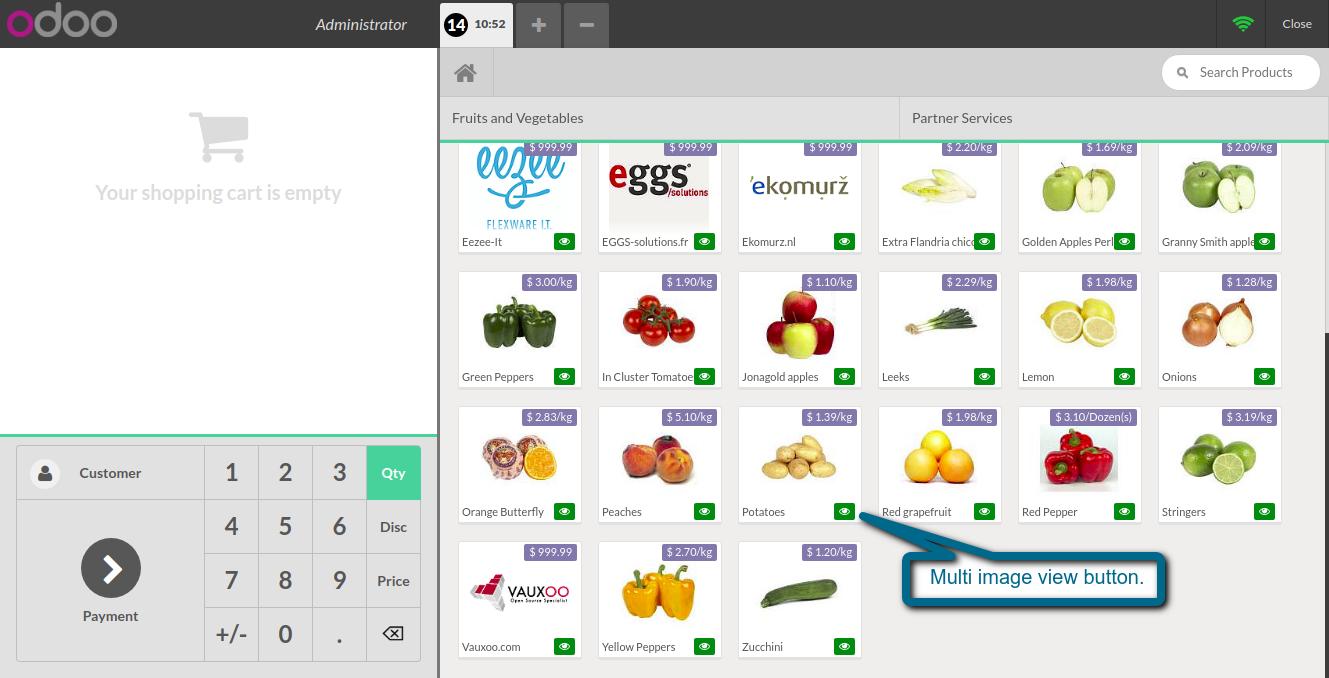 odoo
Administrator
14 10:52
+ −
Close
Search Products
Fruits and Vegetables
Partner Services
Your shopping cart is empty
$ 999.99
eezee
FLEXWARE I.T.
Eezee-It
$ 999.99
eggs
/solutions
EGGS-solutions.fr
$ 999.99
'ekomurž
Ekomurz.nl
$ 2.20/kg
Extra Flandria chicc
$ 1.69/kg
Golden Apples Perl
$ 2.09/kg
Granny Smith apple
$ 3.00/kg
Green Peppers
$ 1.90/kg
In Cluster Tomatoe
$ 1.10/kg
Jonagold apples
$ 2.29/kg
Leeks
$ 1.98/kg
Lemon
$ 1.28/kg
Onions
$ 2.83/kg
Orange Butterfly
$ 5.10/kg
Peaches
$ 1.39/kg
Potatoes
$ 1.98/kg
Red grapefruit
$ 3.10/Dozen(s)
Red Pepper
$ 3.19/kg
Stringers
$ 999.99
VAUXOO
Open Source Specialist
Vauxoo.com
$ 2.70/kg
Yellow Peppers
$ 1.20/kg
Zucchini
Multi image view button.
Customer
1 2 3 Qty
4 5 6 Disc
7 8 9 Price
+/- 0 .
Payment